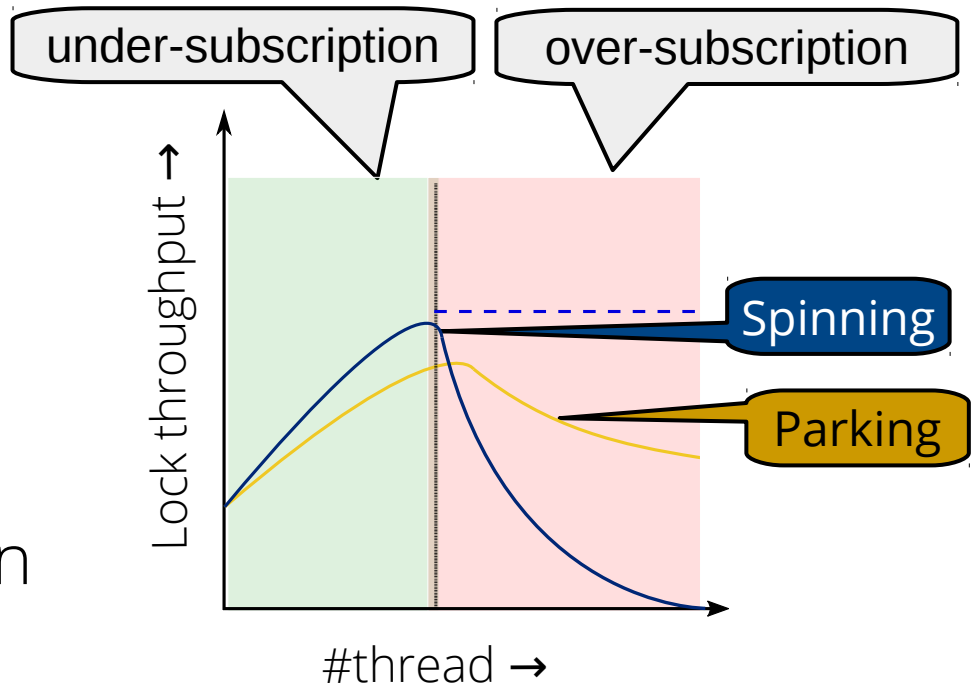 under-subscription
over-subscription
Lock throughput →
Spinning
Parking
n
#thread →